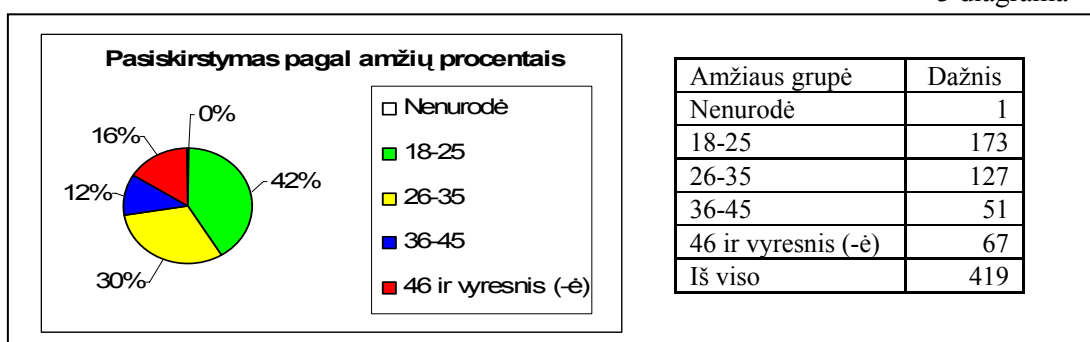 Pasiskirstymas pagal amžių procentais
0%
16%
42%
12%
30%
Nenurodė
18-25
26-35
36-45
46 ir vyresnis (-ė)
Amžiaus grupė Dažnis
Nenurodė 1
18-25 173
26-35 127
36-45 51
46 ir vyresnis (-ė) 67
Iš viso 419